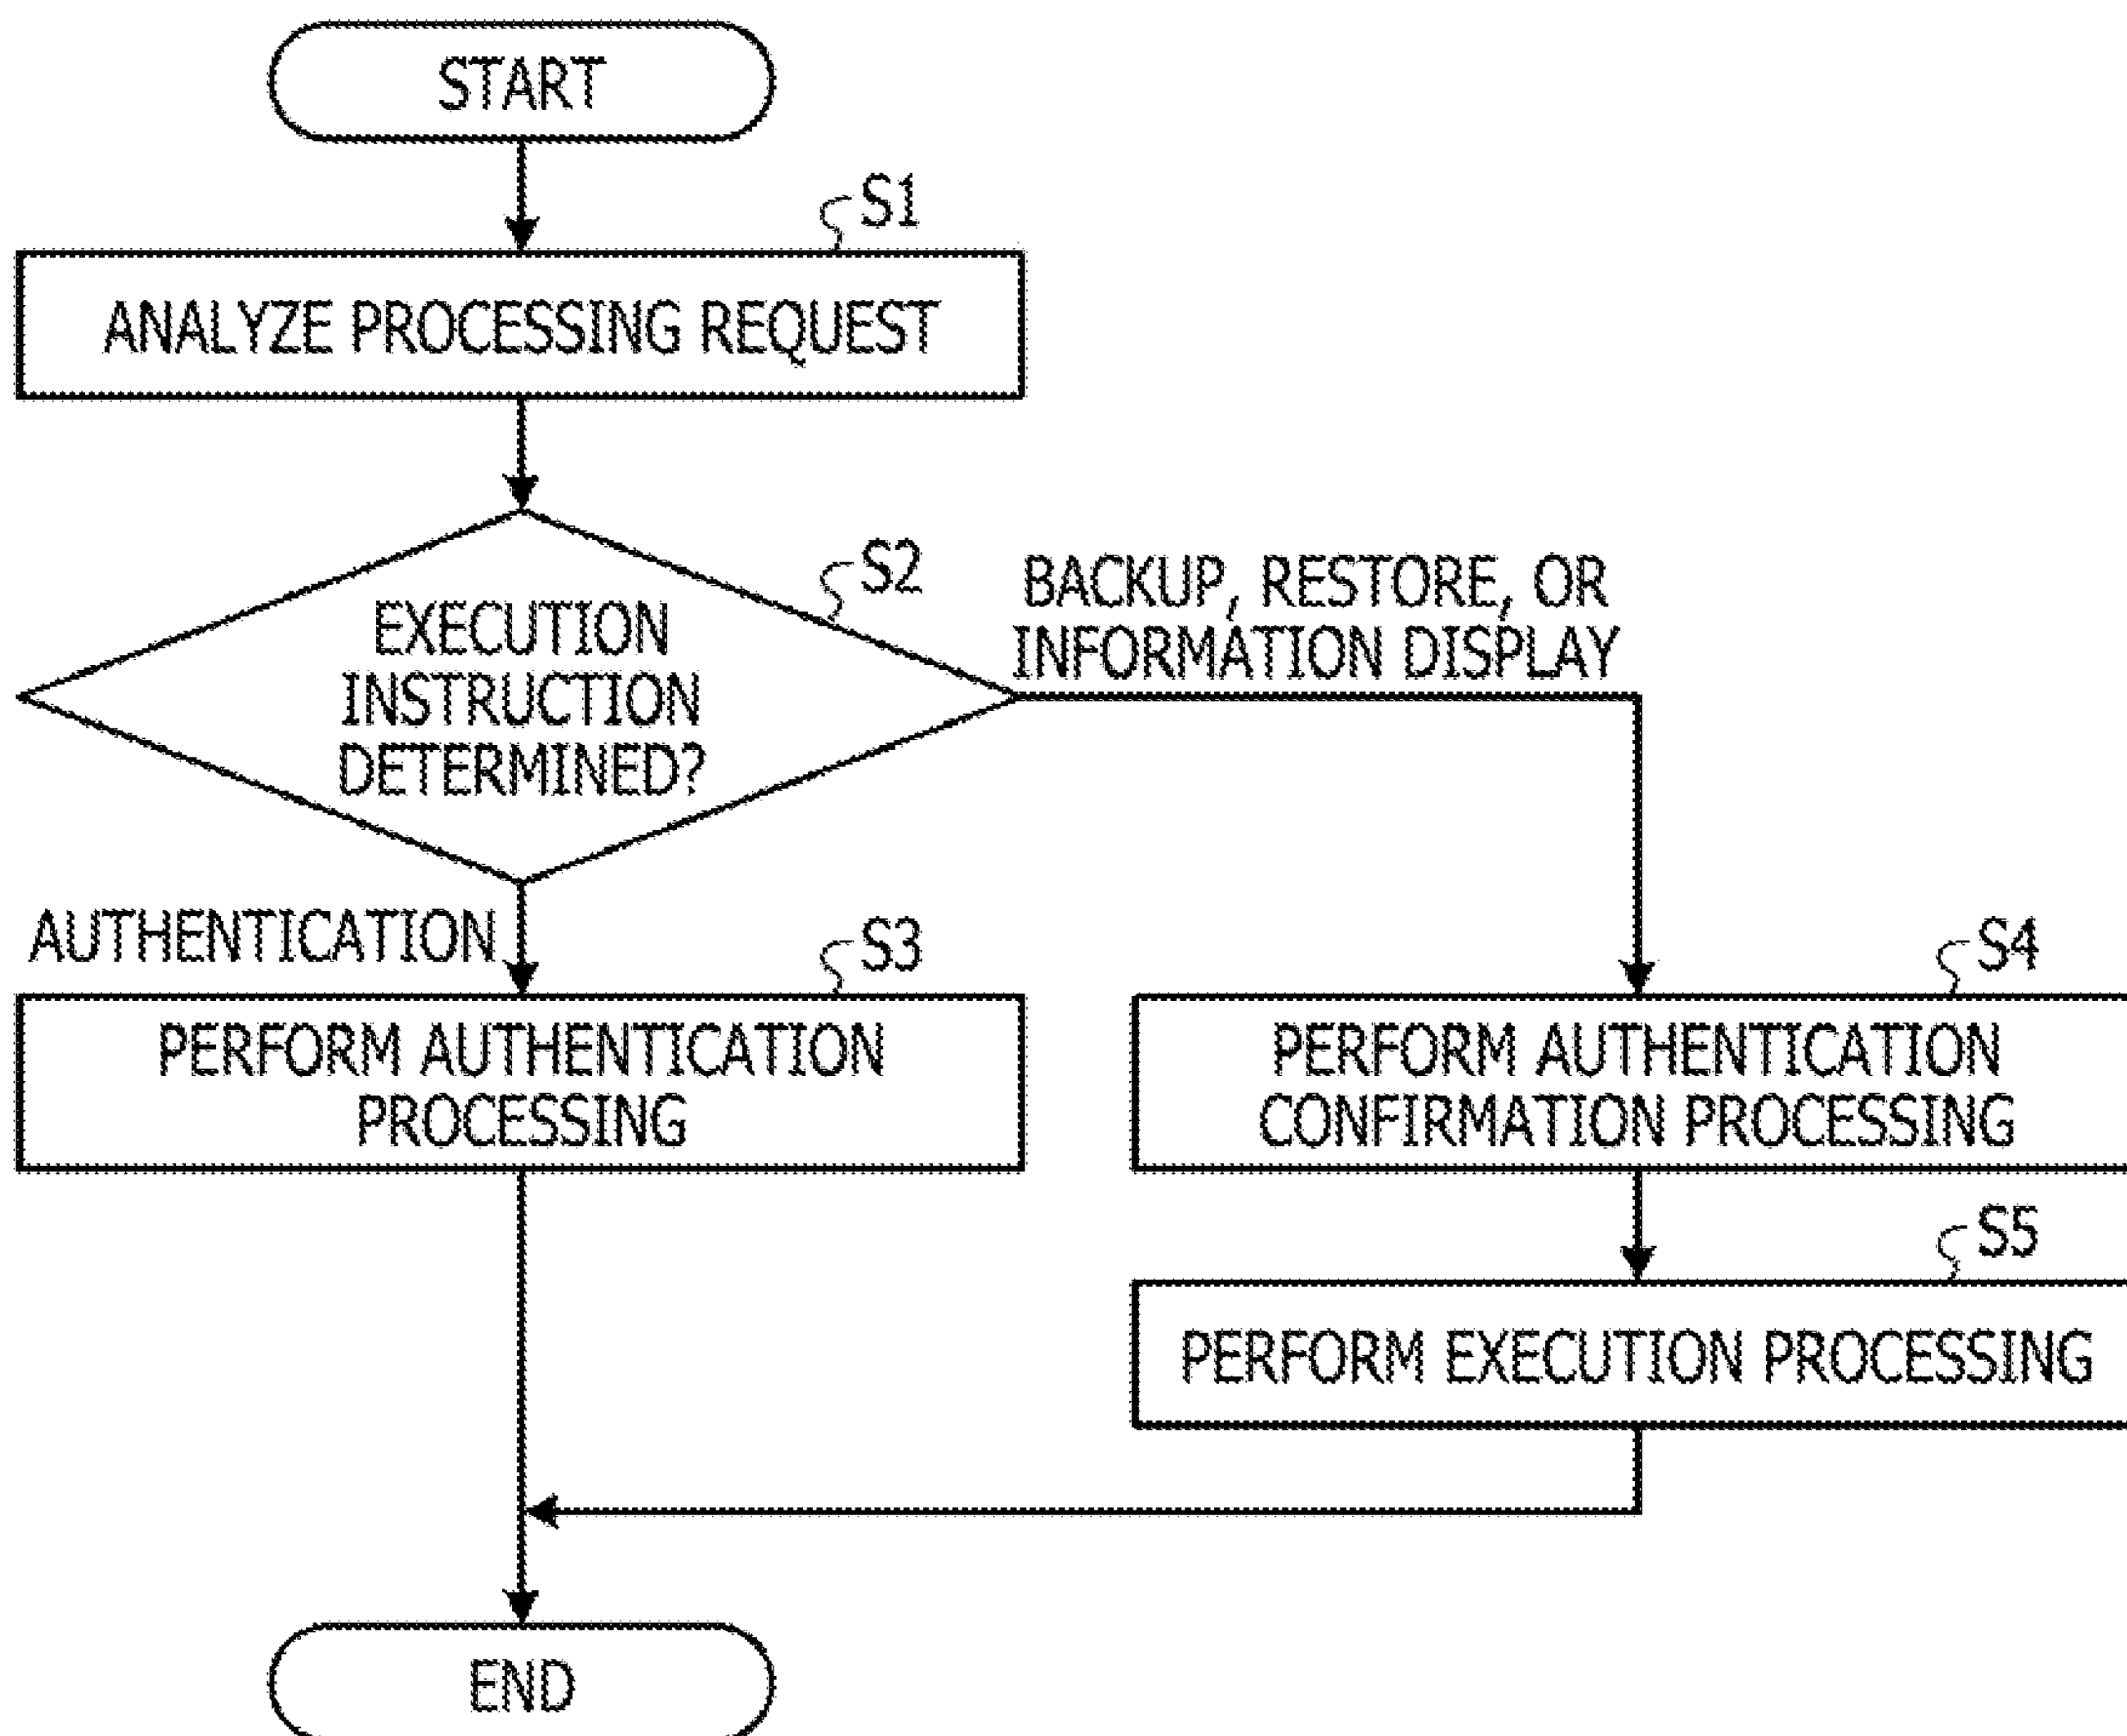 START
S1
ANALYZE PROCESSING REQUEST
S2
EXECUTION
INSTRUCTION
DETERMINED?
BACKUP, RESTORE, OR
INFORMATION DISPLAY
AUTHENTICATION
S3
PERFORM AUTHENTICATION
PROCESSING
S4
PERFORM AUTHENTICATION
CONFIRMATION PROCESSING
S5
PERFORM EXECUTION PROCESSING
END